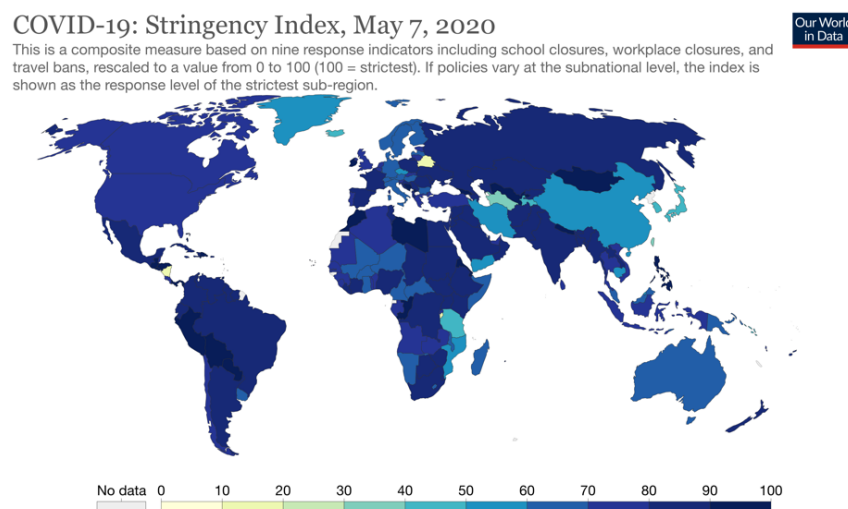 COVID-19: Stringency Index, May 7, 2020
Our World
in Data
This is a composite measure based on nine response indicators including school closures, workplace closures, and
travel bans, rescaled to a value from 0 to 100 (100 = strictest). If policies vary at the subnational level, the index is
shown as the response level of the strictest sub-region.
No data 0 10 20 30 40 50 60 70 80 90 100